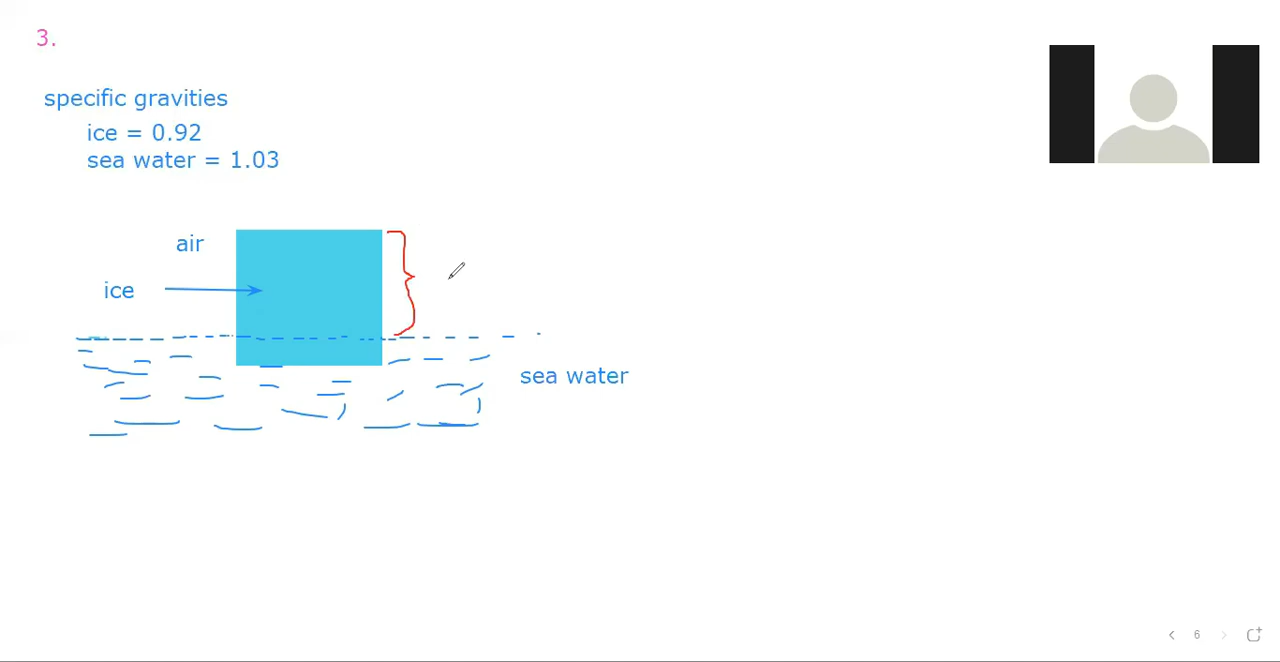 3.
specific gravities
ice = 0.92
sea water = 1.03
air
ice
sea water
6